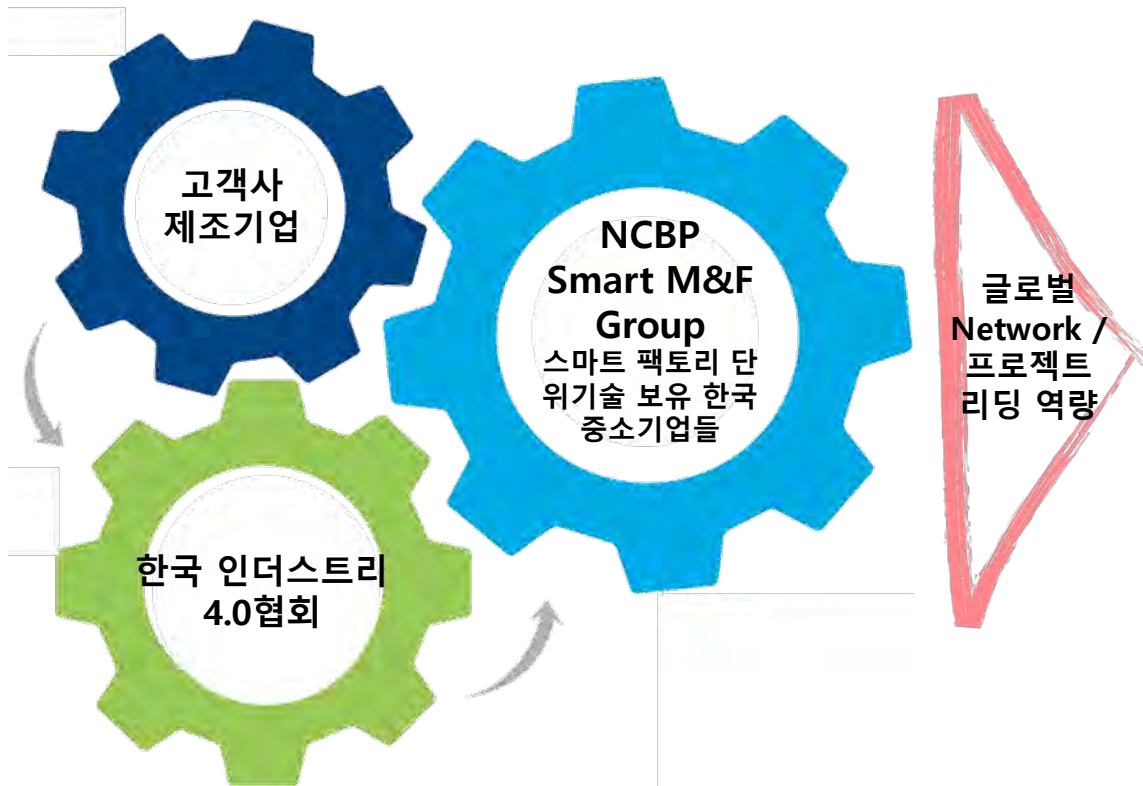 고객사
제조기업
NCBP
Smart M&F
Group
스마트 팩토리 단
위기술 보유 한국
중소기업들
글로벌
Network /
프로젝트
리딩 역량
한국 인더스트리
4.0협회